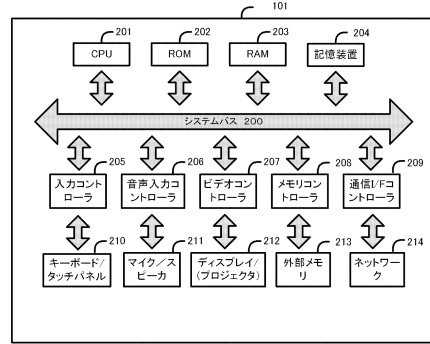 101
201
202
203
204
CPU
ROM
RAM
記憶装置
システムバス 200
205
206
207
208
209
入力コント
ローラ
音声入力コ
ントローラ
ビデオコン
トローラ
メモリコン
トローラ
通信I/Fコ
ントローラ
210
211
212
213
214
キーボード/
タッチパネル
マイク／ス
ピーカ
ディスプレイ/
(プロジェクタ)
外部メモ
リ
ネットワー
ク